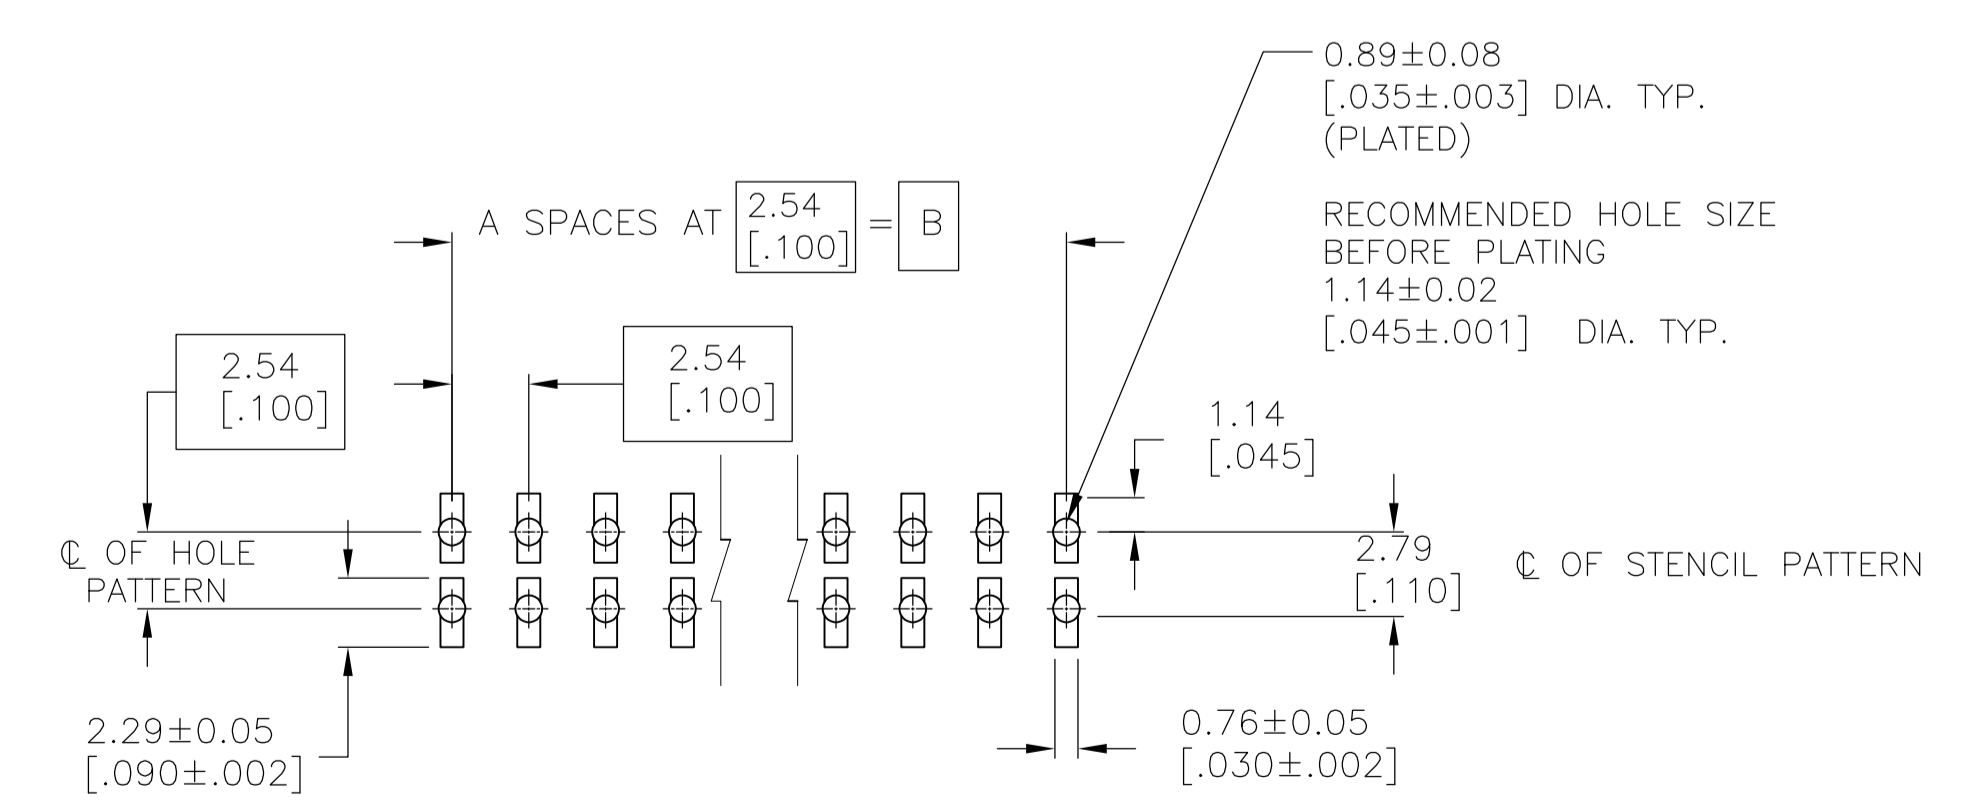 0.89±0.08
[.035±.003] DIA. TYP.
(PLATED)
A SPACES AT 2.54 [.100] = B
RECOMMENDED HOLE SIZE
BEFORE PLATING
1.14±0.02
[.045±.001] DIA. TYP.
2.54
[.100]
2.54
[.100]
1.14
[.045]
℄ OF HOLE
PATTERN
2.79
[.110]
℄ OF STENCIL PATTERN
2.29±0.05
[.090±.002]
0.76±0.05
[.030±.002]